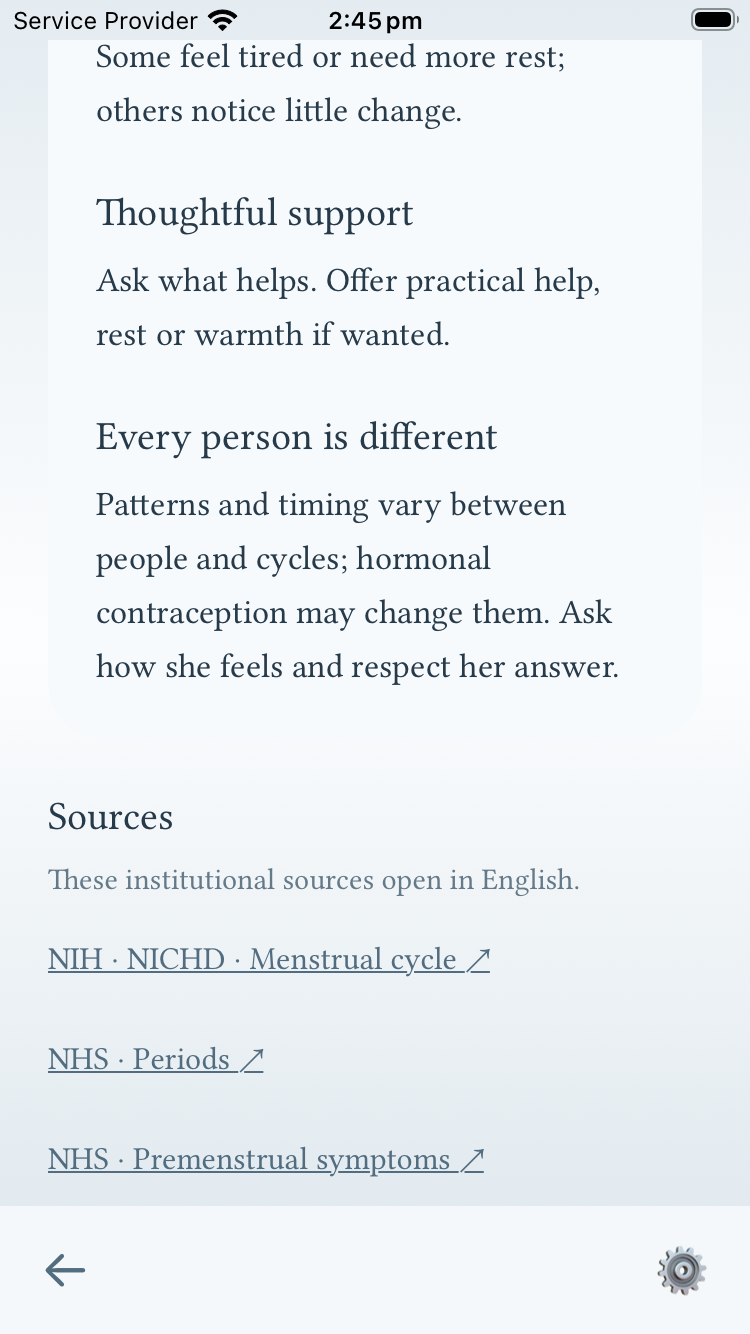 Service Provider 2:45 pm
Some feel tired or need more rest;
others notice little change.
Thoughtful support
Ask what helps. Offer practical help,
rest or warmth if wanted.
Every person is different
Patterns and timing vary between
people and cycles; hormonal
contraception may change them. Ask
how she feels and respect her answer.
Sources
These institutional sources open in English.
NIH · NICHD · Menstrual cycle ↗
NHS · Periods ↗
NHS · Premenstrual symptoms ↗